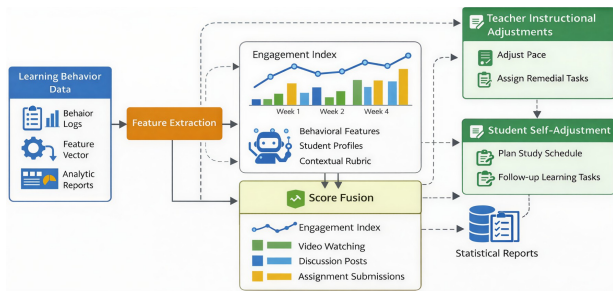 Learning Behavior
Data
Behaior
Logs
Feature
Vector
Analytic
Reports
Feature Extraction
Engagement Index
Week 1
Week 2
Week 4
Behavioral Features
Student Profiles
Contextual Rubric
Score Fusion
Engagement Index
Video Watching
Discussion Posts
Assignment Submissions
Teacher Instructional
Adjustments
Adjust Pace
Assign Remedial Tasks
Student Self-Adjustment
Plan Study Schedule
Follow-up Learning Tasks
Statistical Reports